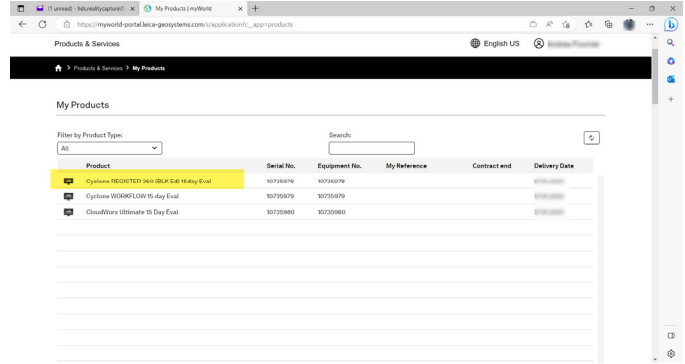 (1 unread) - hds.realitycapture@
My Products | myWorld
https://myworld-portal.leica-geosystems.com/s/application?c__app=products
Products & Services
English US
> Products & Services > My Products
My Products
Filter by Product Type:
Search:
All
Product Serial No. Equipment No. My Reference Contract end Delivery Date
Cyclone REGISTER 360 (BLK Ed) 15 day Eval 10735979 10735979
Cyclone WORKFLOW 15 day Eval 10735979 10735979
CloudWorx Ultimate 15 Day Eval 10735980 10735980